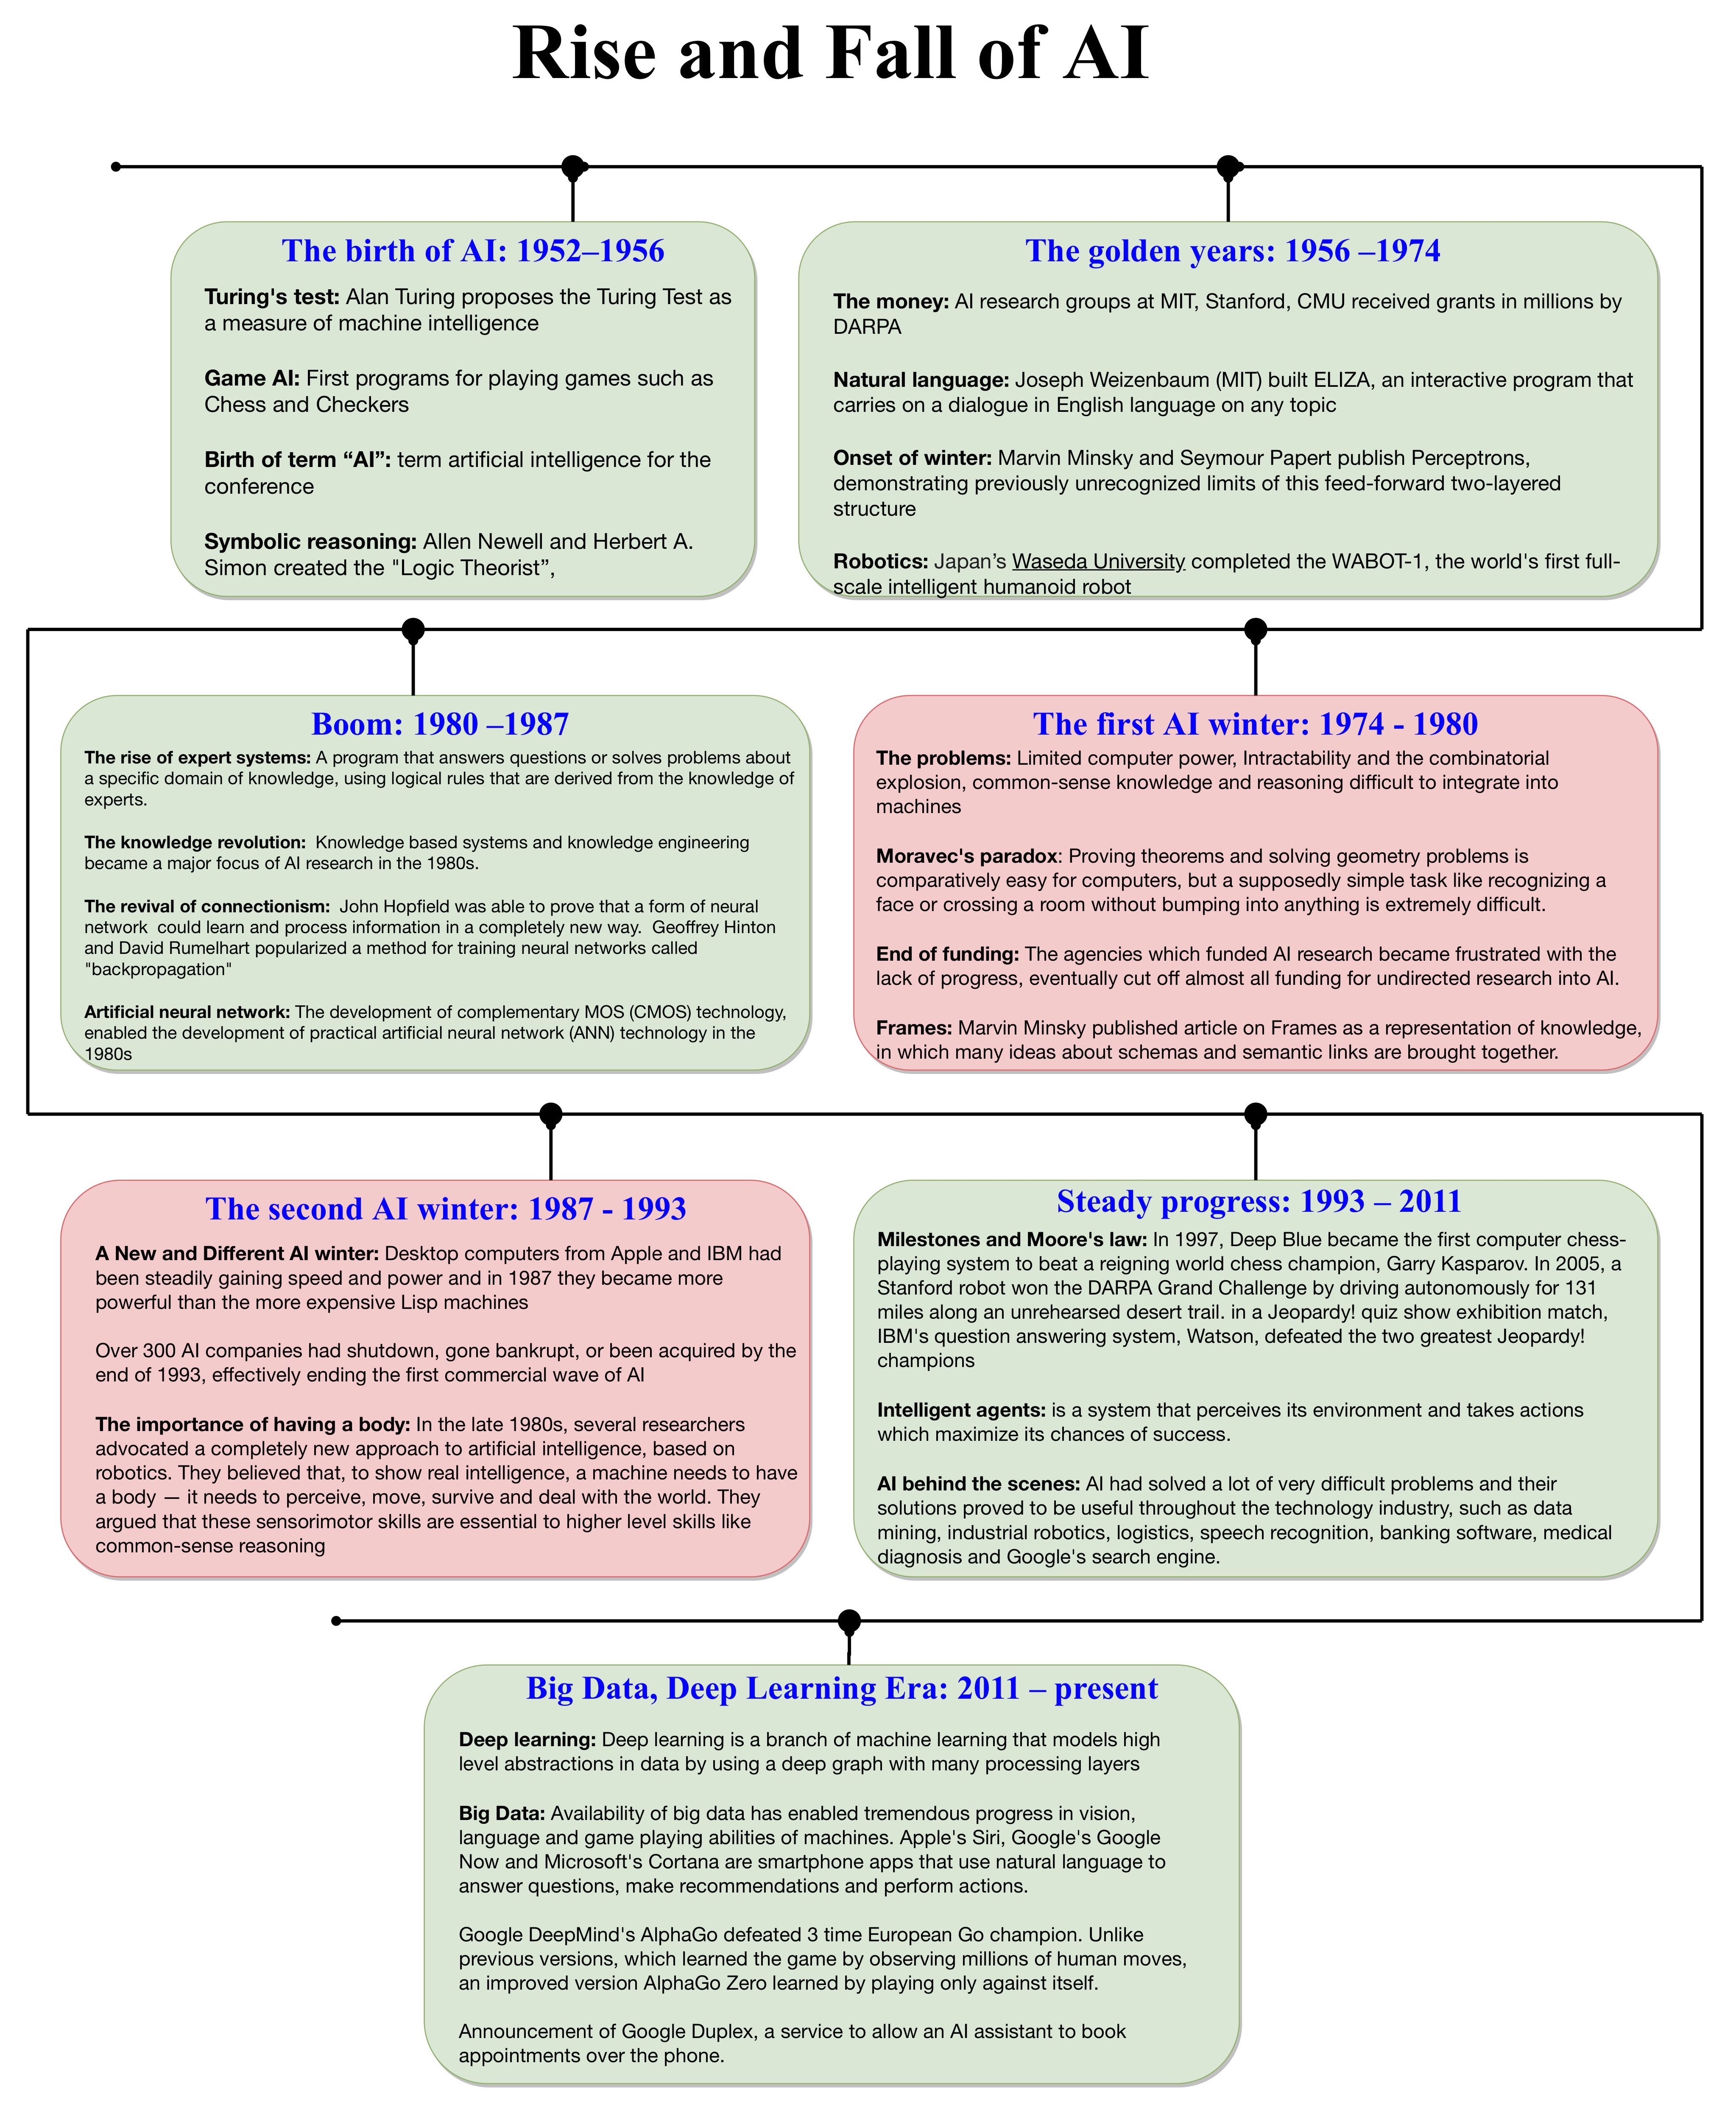 Rise and Fall of AI
The birth of AI: 1952–1956
Turing's test: Alan Turing proposes the Turing Test as
a measure of machine intelligence
Game AI: First programs for playing games such as
Chess and Checkers
Birth of term “AI”: term artificial intelligence for the
conference
Symbolic reasoning: Allen Newell and Herbert A.
Simon created the "Logic Theorist”,
The golden years: 1956 –1974
The money: AI research groups at MIT, Stanford, CMU received grants in millions by
DARPA
Natural language: Joseph Weizenbaum (MIT) built ELIZA, an interactive program that
carries on a dialogue in English language on any topic
Onset of winter: Marvin Minsky and Seymour Papert publish Perceptrons,
demonstrating previously unrecognized limits of this feed-forward two-layered
structure
Robotics: Japan’s Waseda University completed the WABOT-1, the world's first full-
scale intelligent humanoid robot
The first AI winter: 1974 - 1980
The problems: Limited computer power, Intractability and the combinatorial
explosion, common-sense knowledge and reasoning difficult to integrate into
machines
Moravec's paradox: Proving theorems and solving geometry problems is
comparatively easy for computers, but a supposedly simple task like recognizing a
face or crossing a room without bumping into anything is extremely difficult.
End of funding: The agencies which funded AI research became frustrated with the
lack of progress, eventually cut off almost all funding for undirected research into AI.
Frames: Marvin Minsky published article on Frames as a representation of knowledge,
in which many ideas about schemas and semantic links are brought together.
Boom: 1980 –1987
The rise of expert systems: A program that answers questions or solves problems about
a specific domain of knowledge, using logical rules that are derived from the knowledge of
experts.
The knowledge revolution:  Knowledge based systems and knowledge engineering
became a major focus of AI research in the 1980s.
The revival of connectionism:  John Hopfield was able to prove that a form of neural
network  could learn and process information in a completely new way.  Geoffrey Hinton
and David Rumelhart popularized a method for training neural networks called
"backpropagation"
Artificial neural network: The development of complementary MOS (CMOS) technology,
enabled the development of practical artificial neural network (ANN) technology in the
1980s
The second AI winter: 1987 - 1993
A New and Different AI winter: Desktop computers from Apple and IBM had
been steadily gaining speed and power and in 1987 they became more
powerful than the more expensive Lisp machines
Over 300 AI companies had shutdown, gone bankrupt, or been acquired by the
end of 1993, effectively ending the first commercial wave of AI
The importance of having a body: In the late 1980s, several researchers
advocated a completely new approach to artificial intelligence, based on
robotics. They believed that, to show real intelligence, a machine needs to have
a body — it needs to perceive, move, survive and deal with the world. They
argued that these sensorimotor skills are essential to higher level skills like
common-sense reasoning
Steady progress: 1993 – 2011
Milestones and Moore's law: In 1997, Deep Blue became the first computer chess-
playing system to beat a reigning world chess champion, Garry Kasparov. In 2005, a
Stanford robot won the DARPA Grand Challenge by driving autonomously for 131
miles along an unrehearsed desert trail. in a Jeopardy! quiz show exhibition match,
IBM's question answering system, Watson, defeated the two greatest Jeopardy!
champions
Intelligent agents: is a system that perceives its environment and takes actions
which maximize its chances of success.
AI behind the scenes: AI had solved a lot of very difficult problems and their
solutions proved to be useful throughout the technology industry, such as data
mining, industrial robotics, logistics, speech recognition, banking software, medical
diagnosis and Google's search engine.
Big Data, Deep Learning Era: 2011 – present
Deep learning: Deep learning is a branch of machine learning that models high
level abstractions in data by using a deep graph with many processing layers
Big Data: Availability of big data has enabled tremendous progress in vision,
language and game playing abilities of machines. Apple's Siri, Google's Google
Now and Microsoft's Cortana are smartphone apps that use natural language to
answer questions, make recommendations and perform actions.
Google DeepMind's AlphaGo defeated 3 time European Go champion. Unlike
previous versions, which learned the game by observing millions of human moves,
an improved version AlphaGo Zero learned by playing only against itself.
Announcement of Google Duplex, a service to allow an AI assistant to book
appointments over the phone.